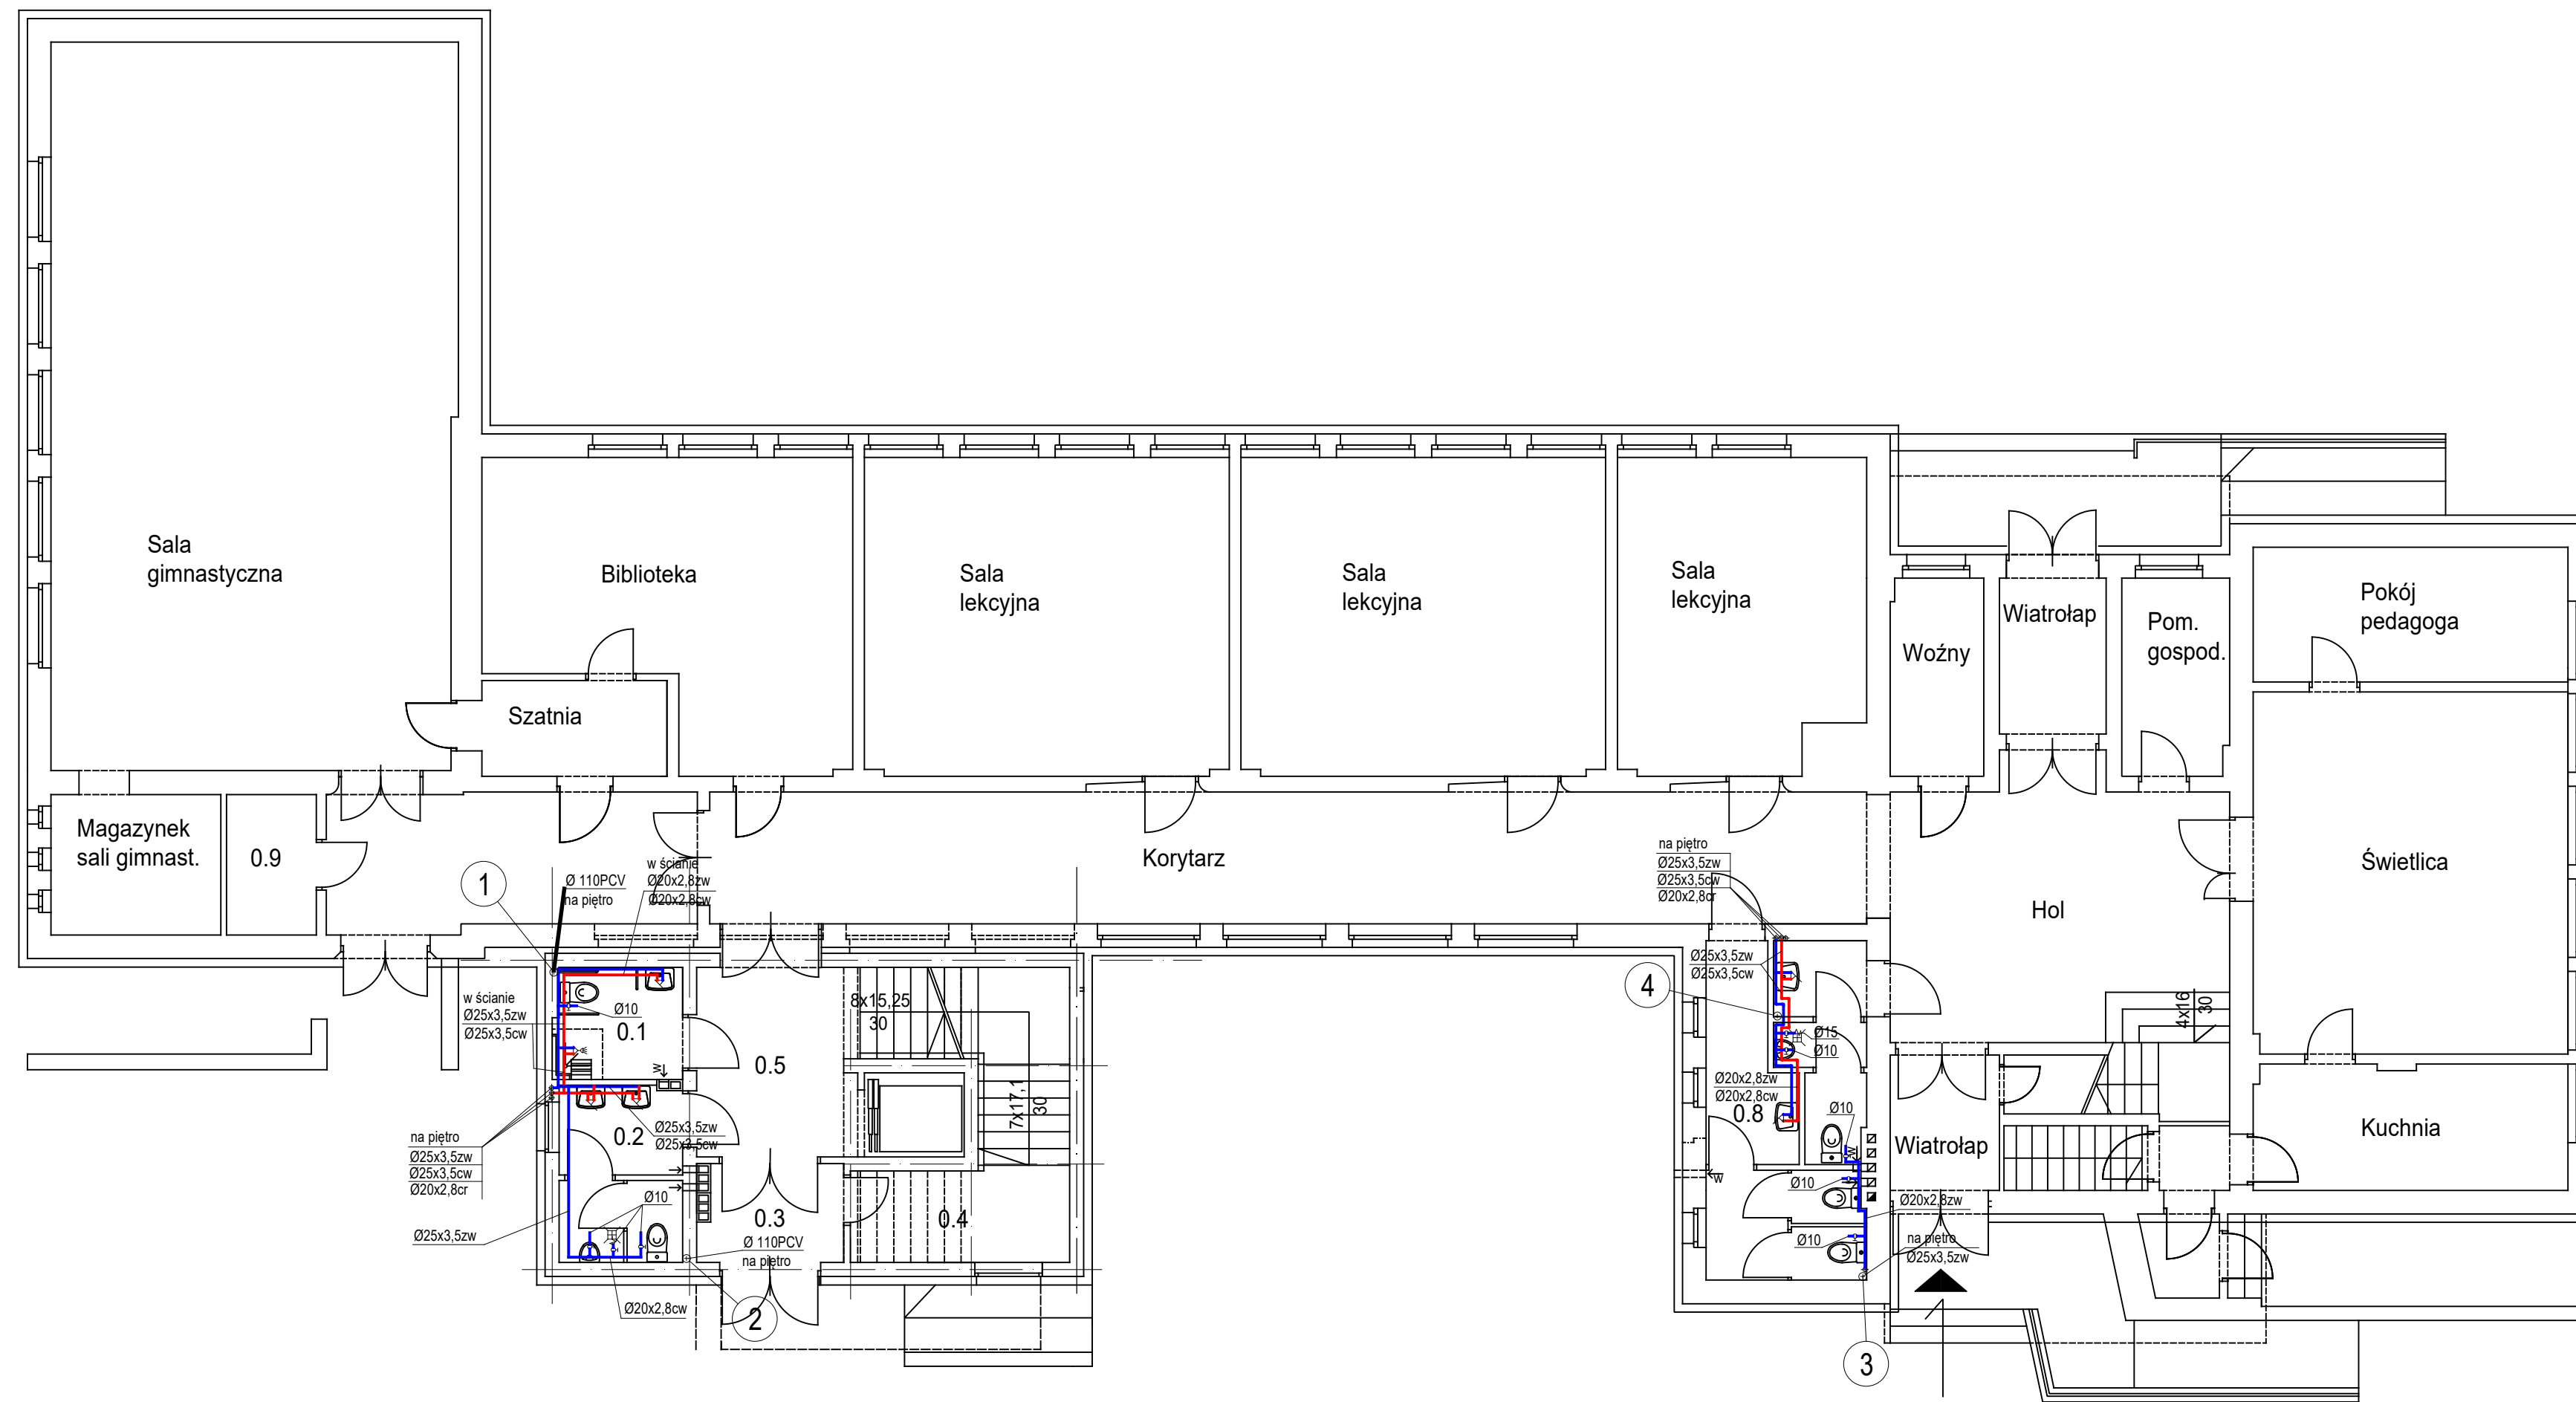 Sala
gimnastyczna
Biblioteka
Sala
lekcyjna
Sala
lekcyjna
Sala
lekcyjna
Woźny
Wiatrołap
Pom.
gospod.
Pokój
pedagoga
Szatnia
Magazynek
sali gimnast.
0.9
Korytarz
Hol
Świetlica
Kuchnia
Wiatrołap
1
Ø 110PCV
na piętro
w ścianie
Ø20x2,8zw
Ø20x2,8cw
w ścianie
Ø25x3,5zw
Ø25x3,5cw
Ø10
0.1
W
0.5
8x15,25
30
7x17,1
30
0.2
Ø25x3,5zw
Ø25x3,5cw
na piętro
Ø25x3,5zw
Ø25x3,5cw
Ø20x2,8cr
Ø25x3,5zw
Ø10
0.3
0.4
Ø 110PCV
na piętro
Ø20x2,8cw
2
na piętro
Ø25x3,5zw
Ø25x3,5cw
Ø20x2,8cr
Ø25x3,5zw
Ø25x3,5cw
4
Ø15
Ø10
Ø20x2,8zw
Ø20x2,8cw
0.8
Ø10
W
W
Ø10
Ø20x2,8zw
Ø10
na piętro
Ø25x3,5zw
3
4x16
30